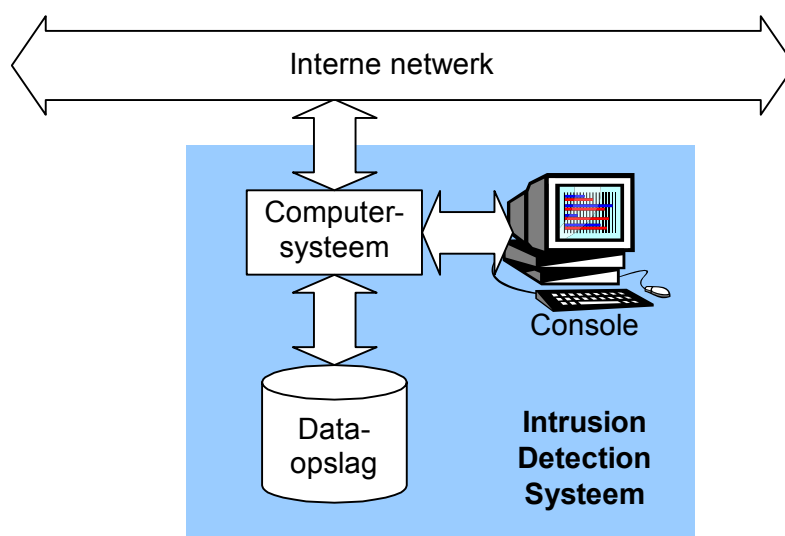 Interne netwerk
Computer-
systeem
Console
Data-
opslag
Intrusion
Detection
Systeem